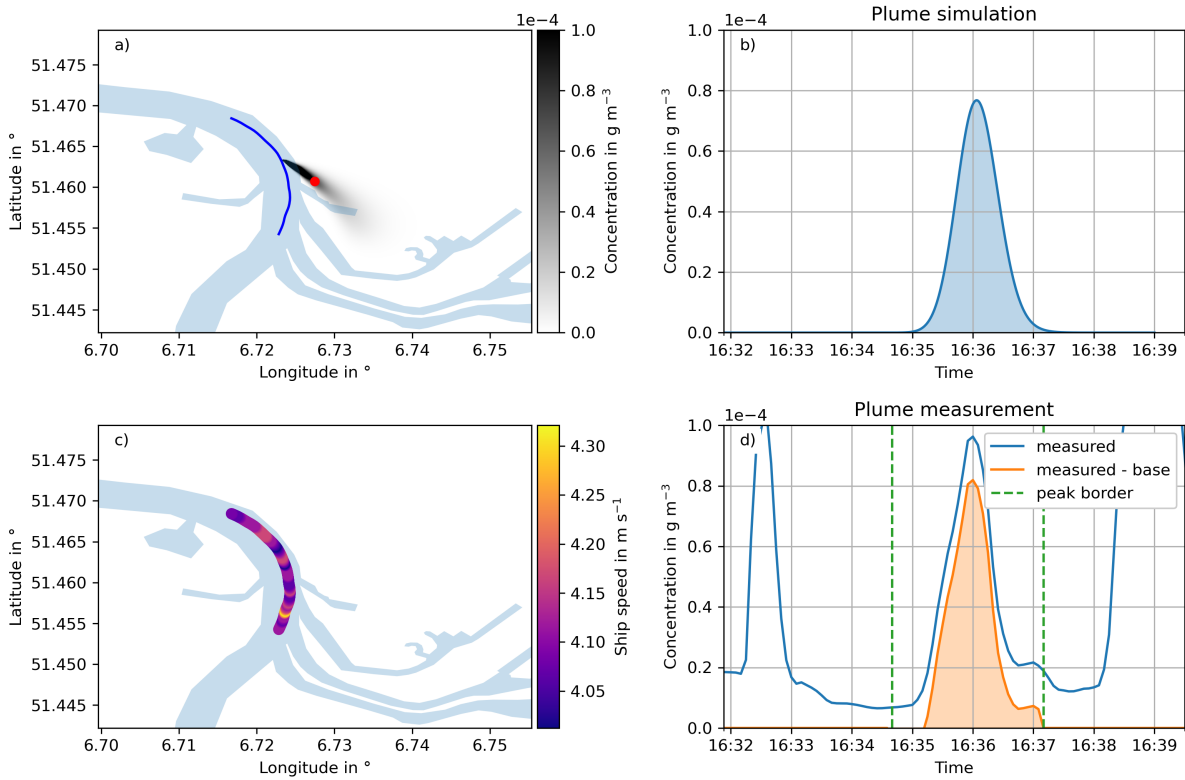 a)
1e−4
1.0
0.8
0.6
0.4
0.2
0.0
Concentration in g m⁻³
51.475
51.470
51.465
51.460
51.455
51.450
51.445
Latitude in °
6.70 6.71 6.72 6.73 6.74 6.75
Longitude in °
Plume simulation
1e−4
b)
1.0
0.8
0.6
0.4
0.2
0.0
Concentration in g m⁻³
16:32 16:33 16:34 16:35 16:36 16:37 16:38 16:39
Time
c)
51.475
51.470
51.465
51.460
51.455
51.450
51.445
Latitude in °
6.70 6.71 6.72 6.73 6.74 6.75
Longitude in °
4.30
4.25
4.20
4.15
4.10
4.05
Ship speed in m s⁻¹
Plume measurement
1e−4
d)
measured
measured - base
peak border
1.0
0.8
0.6
0.4
0.2
0.0
Concentration in g m⁻³
16:32 16:33 16:34 16:35 16:36 16:37 16:38 16:39
Time